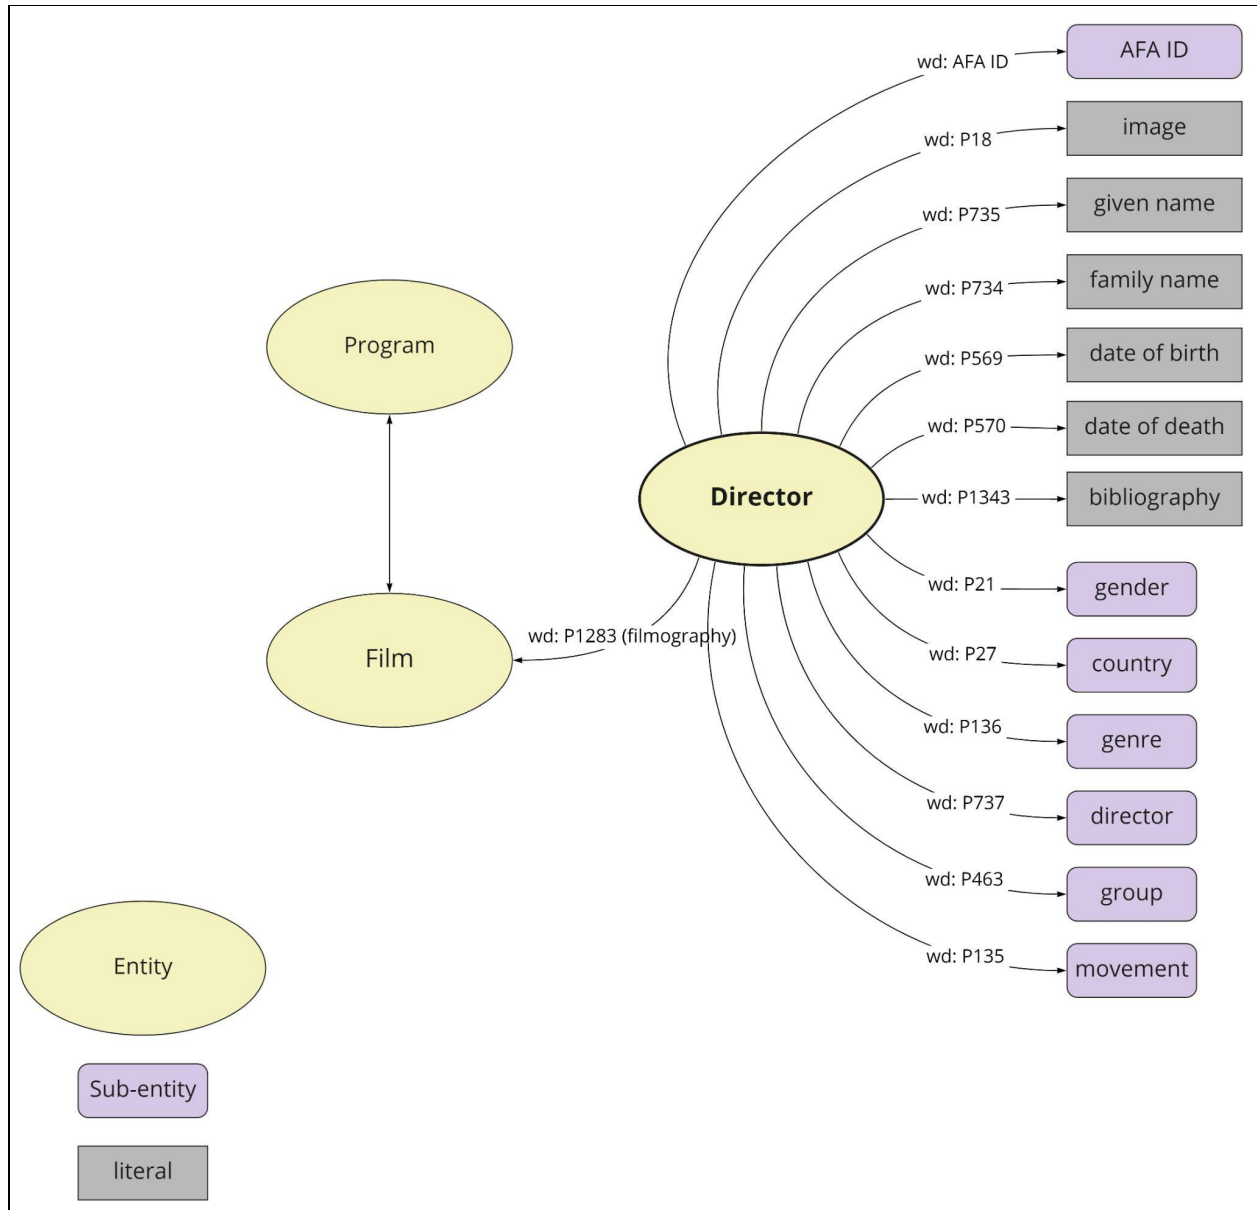 wd: AFA ID
AFA ID
wd: P18
image
wd: P735
given name
wd: P734
family name
wd: P569
date of birth
wd: P570
date of death
Director
wd: P1343
bibliography
wd: P21
gender
wd: P27
country
wd: P136
genre
wd: P737
director
wd: P463
group
wd: P135
movement
Program
wd: P1283 (filmography)
Film
Entity
Sub-entity
literal